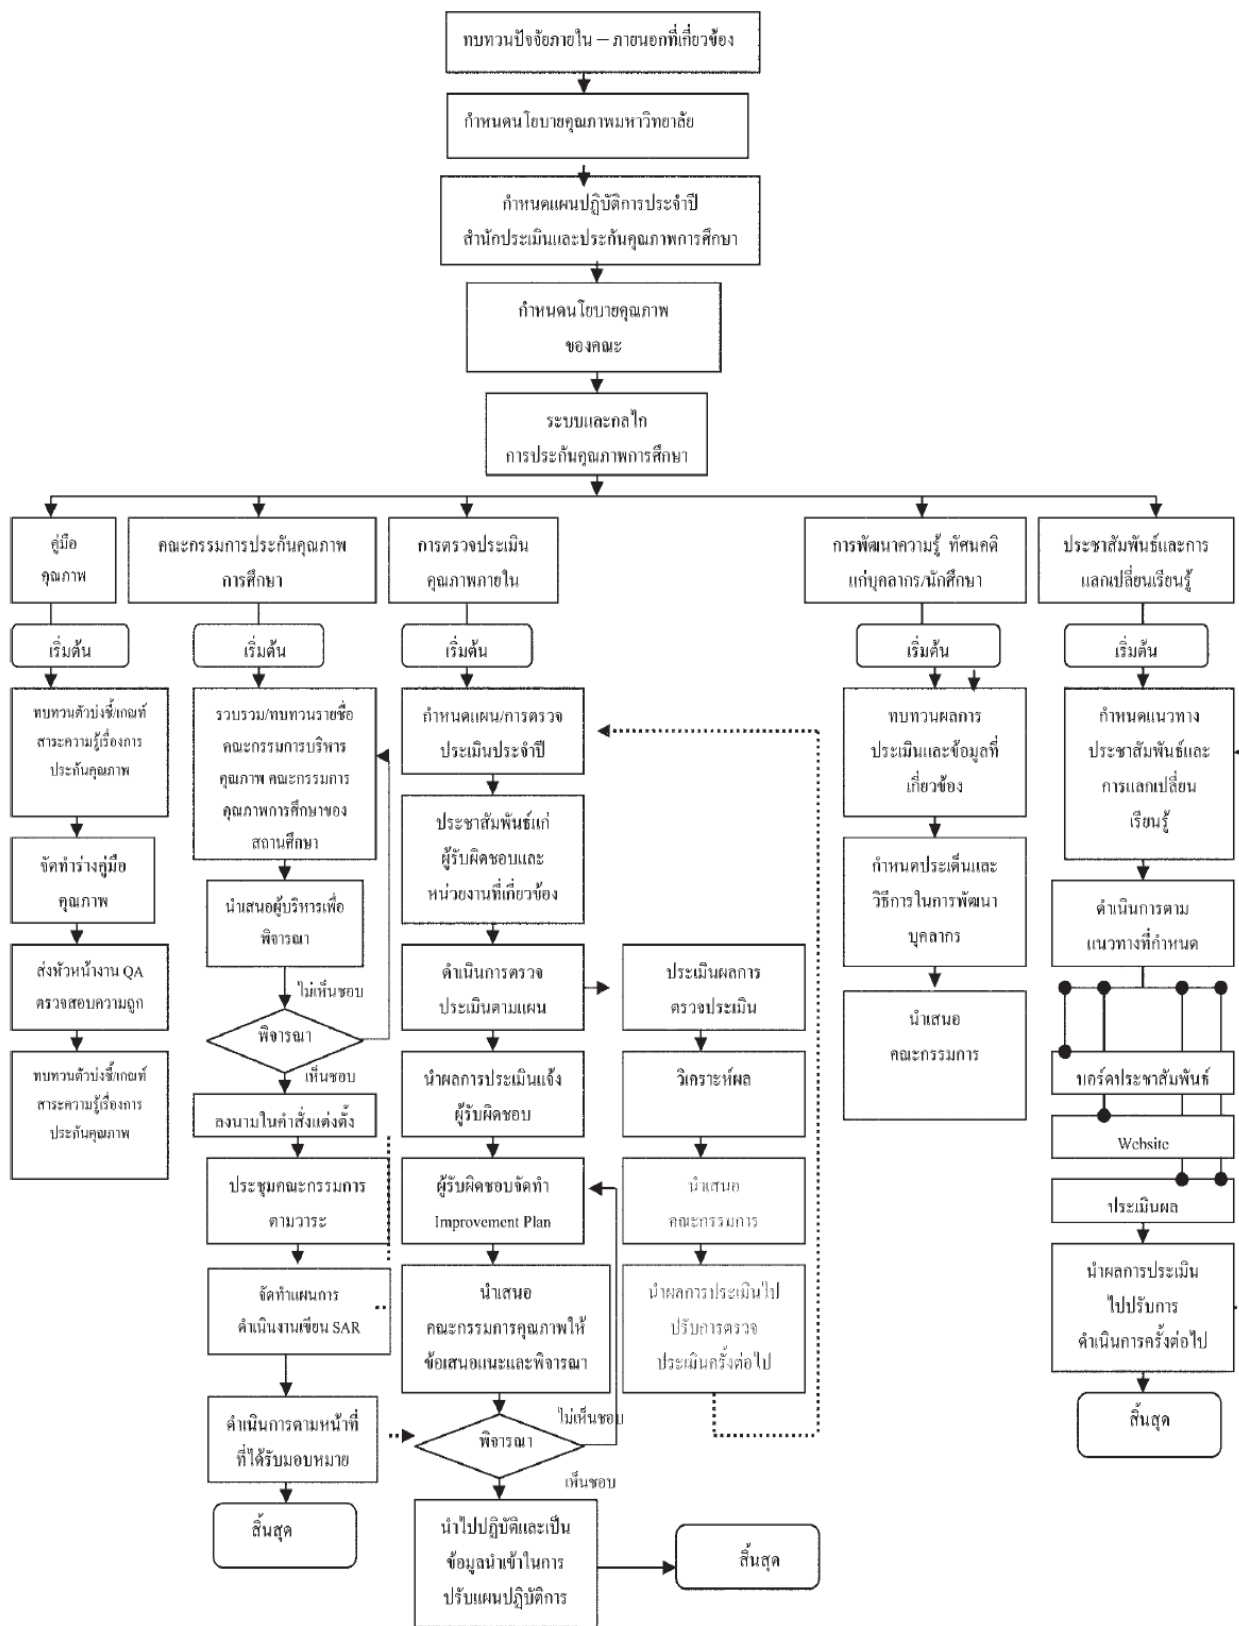 ทบทวนปัจจัยภายใน – ภายนอกที่เกี่ยวข้อง
กำหนดนโยบายคุณภาพมหาวิทยาลัย
กำหนดแผนปฏิบัติการประจำปี
สำนักประเมินและประกันคุณภาพการศึกษา
กำหนดนโยบายคุณภาพ
ของคณะ
ระบบและกลไก
การประกันคุณภาพการศึกษา
คู่มือ
คุณภาพ
เริ่มต้น
ทบทวนตัวบ่งชี้/เกณฑ์
สาระความรู้เรื่องการ
ประกันคุณภาพ
จัดทำร่างคู่มือ
คุณภาพ
ส่งหัวหน้างาน QA
ตรวจสอบความถูก
ทบทวนตัวบ่งชี้/เกณฑ์
สาระความรู้เรื่องการ
ประกันคุณภาพ
คณะกรรมการประกันคุณภาพ
การศึกษา
เริ่มต้น
รวบรวม/ทบทวนรายชื่อ
คณะกรรมการบริหาร
คุณภาพ คณะกรรมการ
คุณภาพการศึกษาของ
สถานศึกษา
นำเสนอผู้บริหารเพื่อ
พิจารณา
ไม่เห็นชอบ
พิจารณา
เห็นชอบ
ลงนามในคำสั่งแต่งตั้ง
ประชุมคณะกรรมการ
ตามวาระ
จัดทำแผนการ
ดำเนินงานเขียน SAR
ดำเนินการตามหน้าที่
ที่ได้รับมอบหมาย
สิ้นสุด
การตรวจประเมิน
คุณภาพภายใน
เริ่มต้น
กำหนดแผน/การตรวจ
ประเมินประจำปี
ประชาสัมพันธ์แก่
ผู้รับผิดชอบและ
หน่วยงานที่เกี่ยวข้อง
ดำเนินการตรวจ
ประเมินตามแผน
นำผลการประเมินแจ้ง
ผู้รับผิดชอบ
ผู้รับผิดชอบจัดทำ
Improvement Plan
นำเสนอ
คณะกรรมการคุณภาพให้
ข้อเสนอแนะและพิจารณา
ไม่เห็นชอบ
พิจารณา
เห็นชอบ
นำไปปฏิบัติและเป็น
ข้อมูลนำเข้าในการ
ปรับแผนปฏิบัติการ
สิ้นสุด
ประเมินผลการ
ตรวจประเมิน
วิเคราะห์ผล
นำเสนอ
คณะกรรมการ
นำผลการประเมินไป
ปรับการตรวจ
ประเมินครั้งต่อไป
การพัฒนาความรู้ ทัศนคติ
แก่บุคลากร/นักศึกษา
เริ่มต้น
ทบทวนผลการ
ประเมินและข้อมูลที่
เกี่ยวข้อง
กำหนดประเด็นและ
วิธีการในการพัฒนา
บุคลากร
นำเสนอ
คณะกรรมการ
ประชาสัมพันธ์และการ
แลกเปลี่ยนเรียนรู้
เริ่มต้น
กำหนดแนวทาง
ประชาสัมพันธ์และ
การแลกเปลี่ยน
เรียนรู้
ดำเนินการตาม
แนวทางที่กำหนด
บอร์ดประชาสัมพันธ์
Website
ประเมินผล
นำผลการประเมิน
ไปปรับการ
ดำเนินการครั้งต่อไป
สิ้นสุด